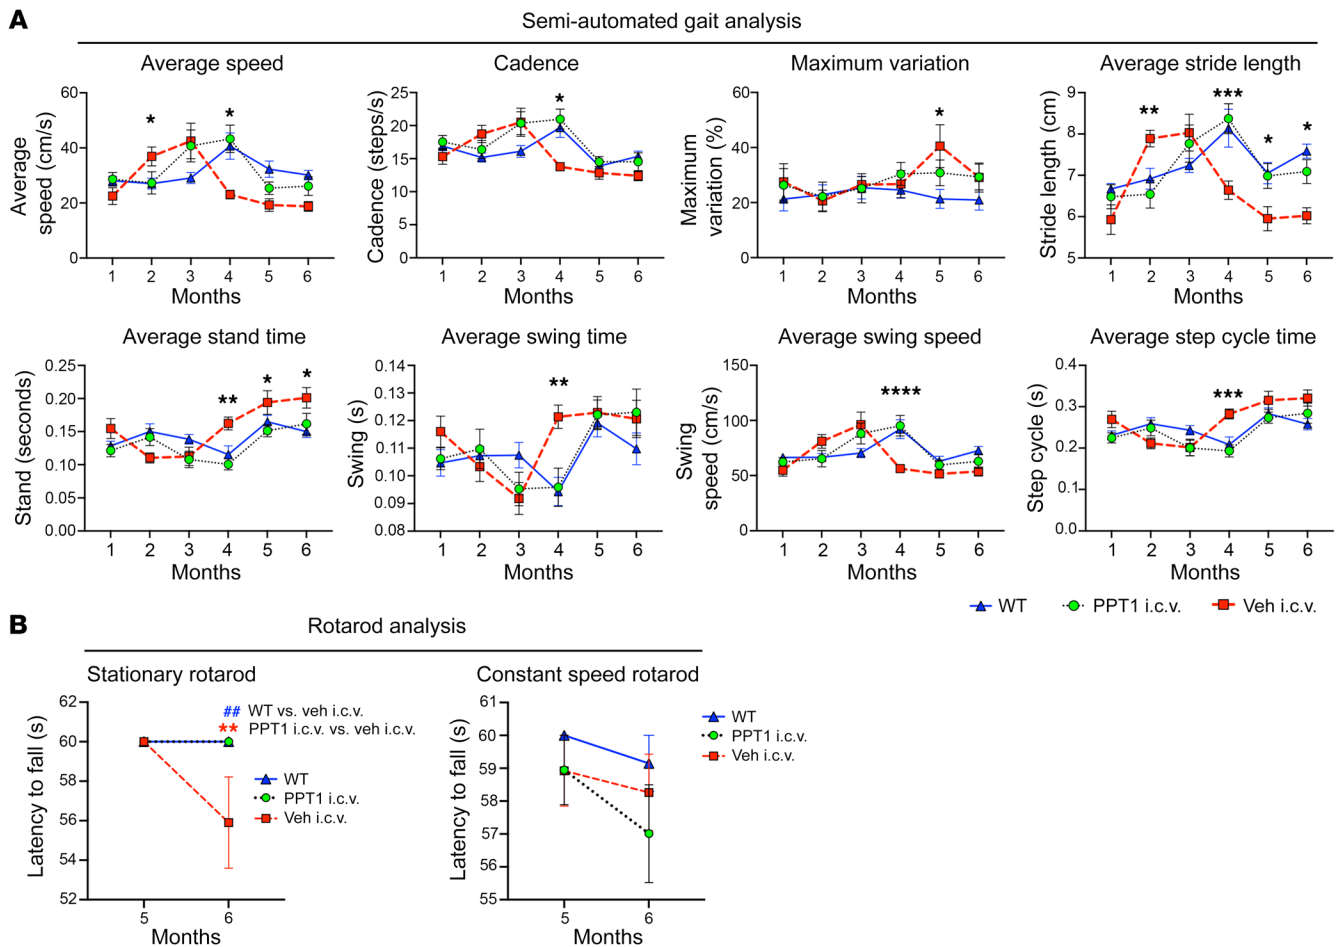 A
Semi-automated gait analysis
Average speed
Cadence
Maximum variation
Average stride length
Average
speed (cm/s)
60
40
20
0
*
*
1 2 3 4 5 6
Months
Cadence (steps/s)
25
20
15
10
5
0
*
1 2 3 4 5 6
Months
Maximum
variation (%)
60
40
20
0
*
1 2 3 4 5 6
Months
Stride length (cm)
9
8
7
6
5
**
***
*
*
1 2 3 4 5 6
Months
Average stand time
Average swing time
Average swing speed
Average step cycle time
Stand (seconds)
0.25
0.20
0.15
0.10
0.05
0.00
**
*
*
1 2 3 4 5 6
Months
Swing (s)
0.14
0.13
0.12
0.11
0.10
0.09
0.08
**
1 2 3 4 5 6
Months
Swing
speed (cm/s)
150
100
50
0
****
1 2 3 4 5 6
Months
Step cycle (s)
0.4
0.3
0.2
0.1
0.0
***
1 2 3 4 5 6
Months
WT PPT1 i.c.v. Veh i.c.v.
B
Rotarod analysis
Stationary rotarod
Constant speed rotarod
Latency to fall (s)
62
60
58
56
54
52
## WT vs. veh i.c.v.
** PPT1 i.c.v. vs veh i.c.v.
WT
PPT1 i.c.v.
Veh i.c.v.
5 6
Months
Latency to fall (s)
61
60
59
58
57
56
55
WT
PPT1 i.c.v.
Veh i.c.v.
5 6
Months